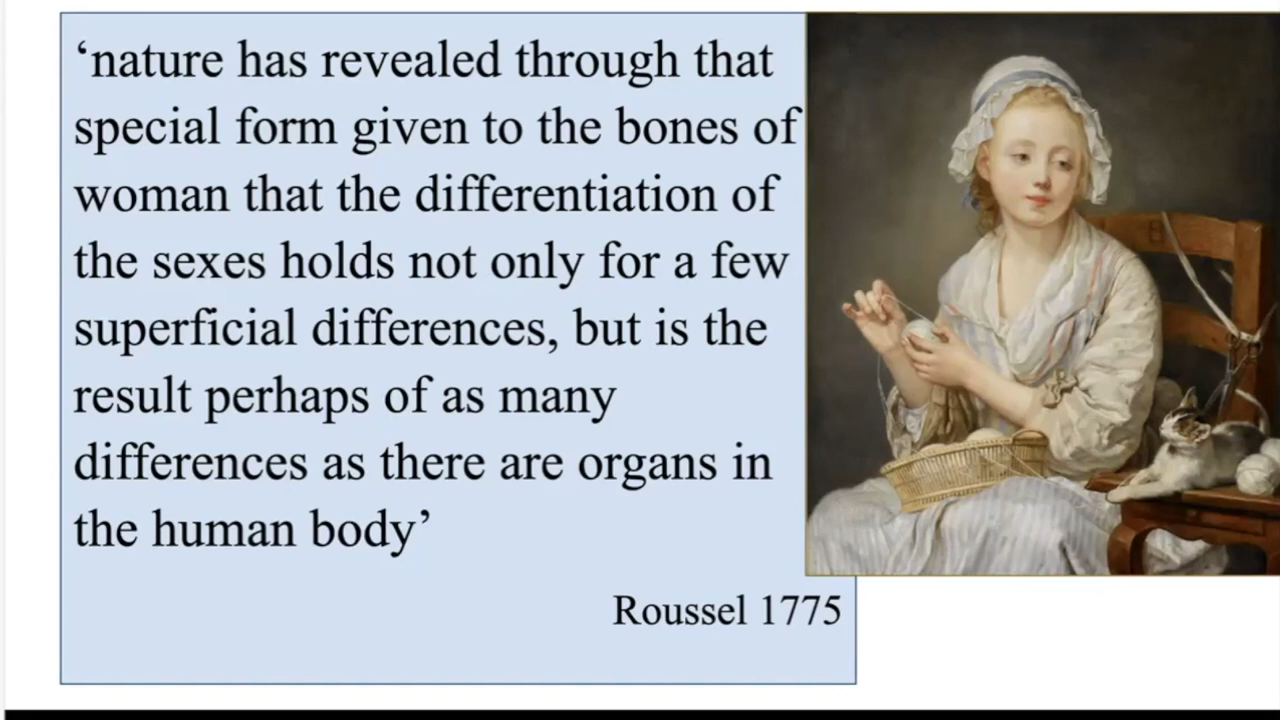 ‘nature has revealed through that
special form given to the bones of
woman that the differentiation of
the sexes holds not only for a few
superficial differences, but is the
result perhaps of as many
differences as there are organs in
the human body’
Roussel 1775